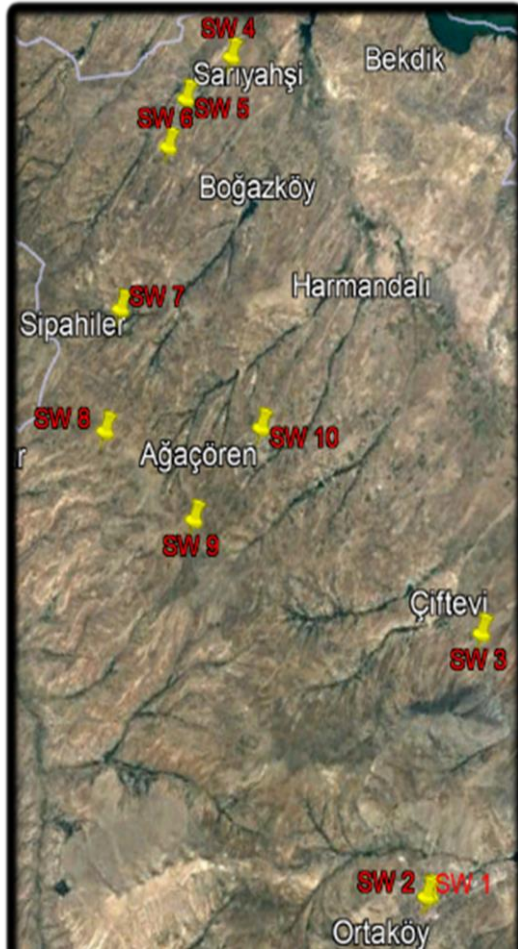 SW 4
Bekdik
Sarıyahşi
SW 5
SW 6
Boğazköy
Harmandalı
SW 7
Sipahiler
SW 8
SW 10
Ağaçören
r
SW 9
Çiftevi
SW 3
SW 2 SW 1
Ortaköy